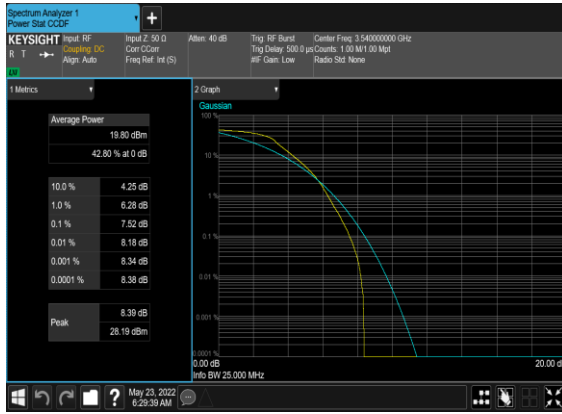 Spectrum Analyzer 1
Power Stat CCDF
+
KEYSIGHT
R T
LXI
Input: RF
Coupling: DC
Align: Auto
Input Z: 50 Ω
Corr CCorr
Freq Ref: Int (S)
Atten: 40 dB
Trig: RF Burst
Trig Delay: 500.0 µs
#IF Gain: Low
Center Freq: 3.540000000 GHz
Counts: 1.00 M/1.00 Mpt
Radio Std: None
1 Metrics
Average Power
19.80 dBm
42.80 % at 0 dB
10.0 % 4.25 dB
1.0 % 6.28 dB
0.1 % 7.52 dB
0.01 % 8.18 dB
0.001 % 8.34 dB
0.0001 % 8.38 dB
Peak
8.39 dB
28.19 dBm
2 Graph
Gaussian
100 %
10 %
1 %
0.1 %
0.01 %
0.001 %
0.0001 %
0.00 dB
20.00 dB
Info BW 25.000 MHz
?
May 23, 2022
6:29:39 AM